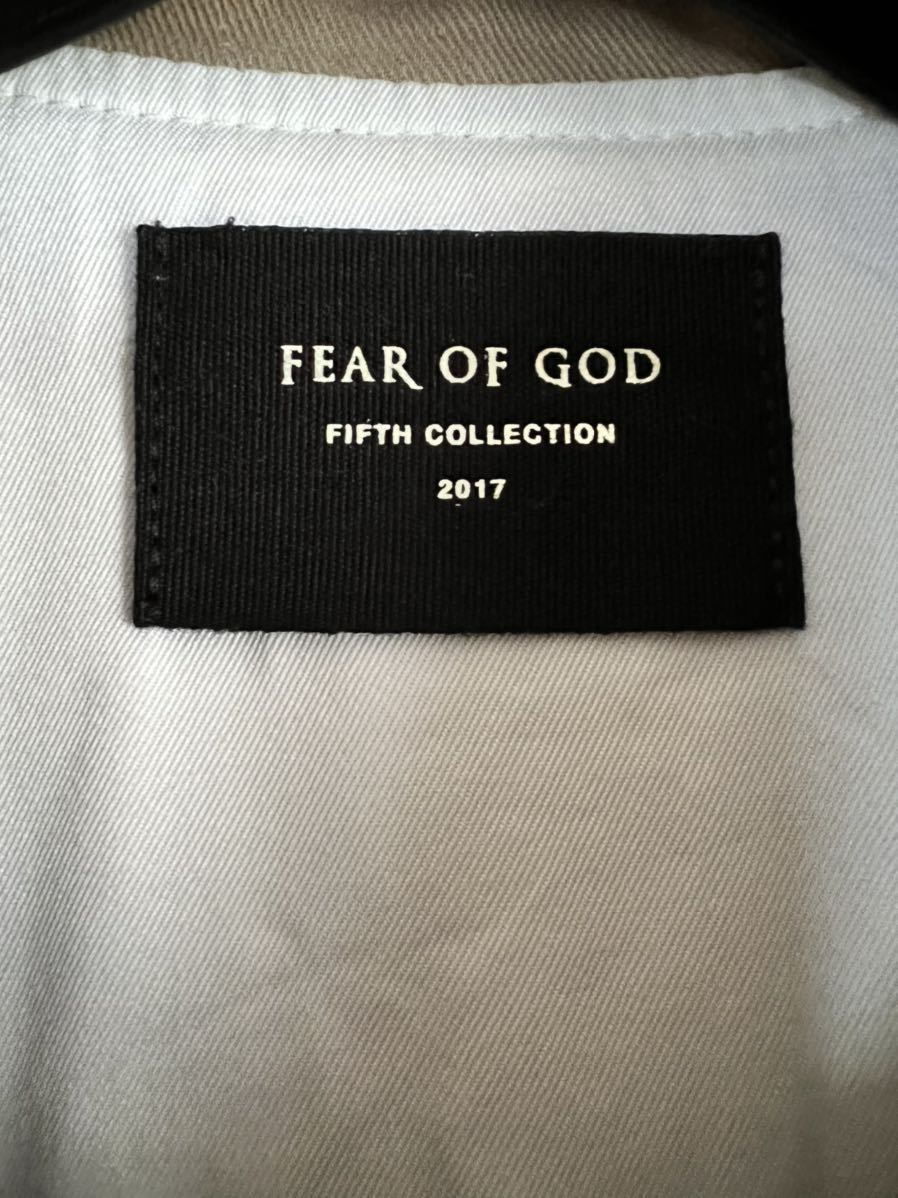 FEAR OF GOD
FIFTH COLLECTION
2017